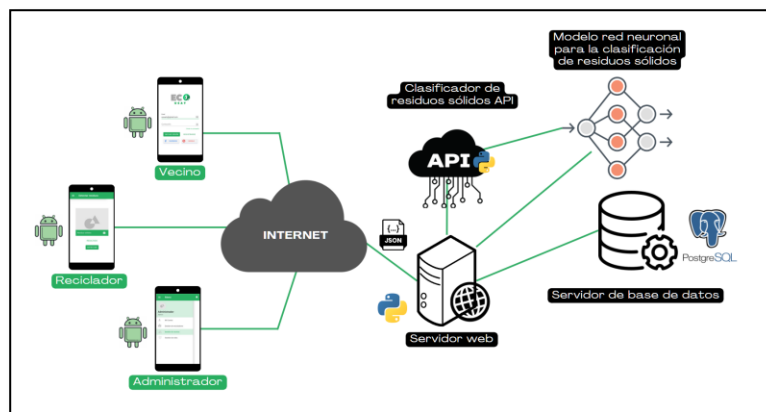 Modelo red neuronal
para la clasificación
de residuos sólidos
Clasificador de
residuos sólidos API
API
Vecino
INTERNET
{...}
JSON
PostgreSQL
Reciclador
Servidor de base de datos
Servidor web
Administrador